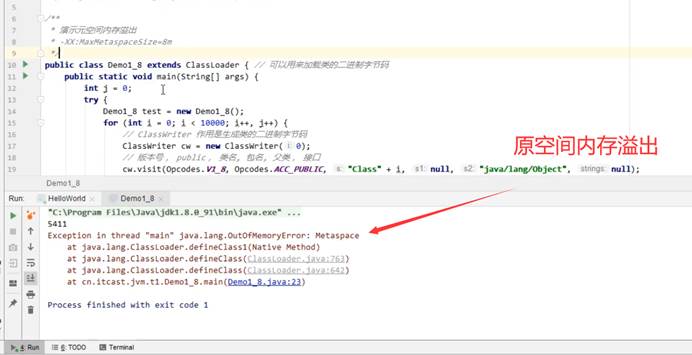 5
6 /**
7 * 演示元空间内存溢出
8 * -XX:MaxMetaspaceSize=8m
9 */
10 public class Demo1_8 extends ClassLoader { // 可以用来加载类的二进制字节码
11 public static void main(String[] args) {
12 int j = 0;
13 try {
14 Demo1_8 test = new Demo1_8();
15 for (int i = 0; i < 10000; i++, j++) {
16 // ClassWriter 作用是生成类的二进制字节码
17 ClassWriter cw = new ClassWriter( i: 0);
18 // 版本号, public, 类名, 包名, 父类, 接口
19 cw.visit(Opcodes.V1_8, Opcodes.ACC_PUBLIC, s: "Class" + i, s1: null, s2: "java/lang/Object", strings: null);
原空间内存溢出
Demo1_8
Run: HelloWorld × Demo1_8 ×
"C:\Program Files\Java\jdk1.8.0_91\bin\java.exe" ...
5411
Exception in thread "main" java.lang.OutOfMemoryError: Metaspace
at java.lang.ClassLoader.defineClass1(Native Method)
at java.lang.ClassLoader.defineClass(ClassLoader.java:763)
at java.lang.ClassLoader.defineClass(ClassLoader.java:642)
at cn.itcast.jvm.t1.Demo1_8.main(Demo1_8.java:23)
Process finished with exit code 1
4: Run 6: TODO Terminal